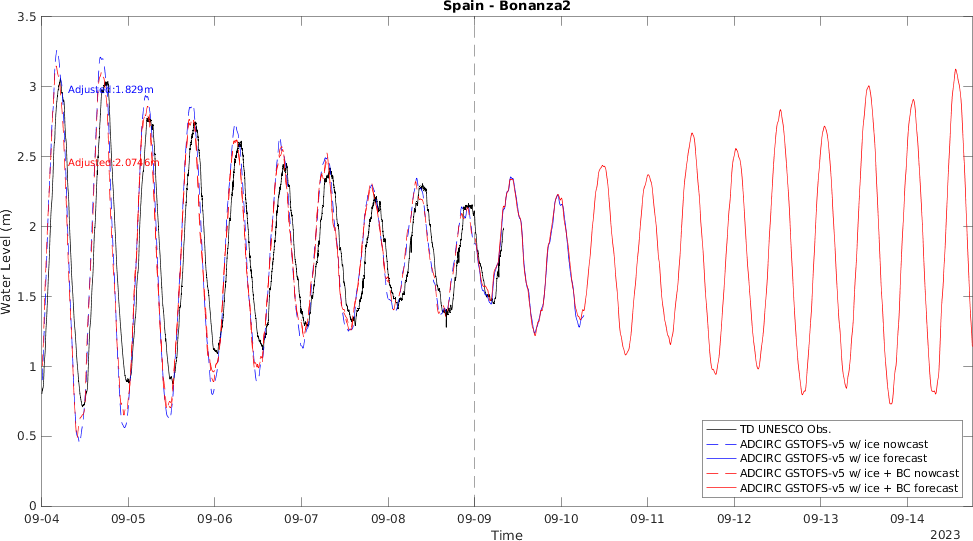 Spain - Bonanza2
3.5
3
2.5
2
1.5
1
0.5
0
Water Level (m)
Adjusted:1.829m
Adjusted:2.0746m
TD UNESCO Obs.
ADCIRC GSTOFS-v5 w/ ice nowcast
ADCIRC GSTOFS-v5 w/ ice forecast
ADCIRC GSTOFS-v5 w/ ice + BC nowcast
ADCIRC GSTOFS-v5 w/ ice + BC forecast
09-04 09-05 09-06 09-07 09-08 09-09 09-10 09-11 09-12 09-13 09-14
Time
2023